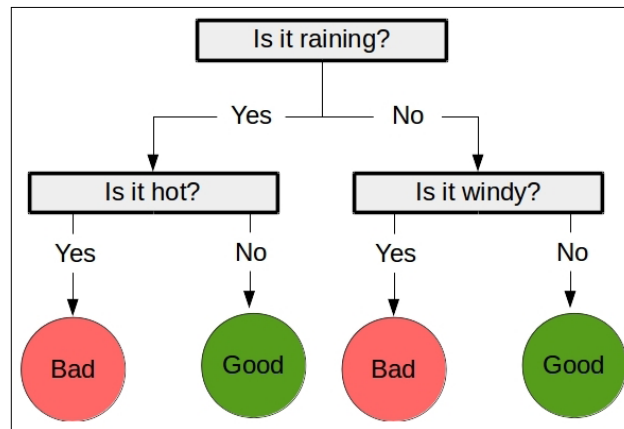 Is it raining?
Yes No
Is it hot? Is it windy?
Yes No Yes No
Bad Good Bad Good